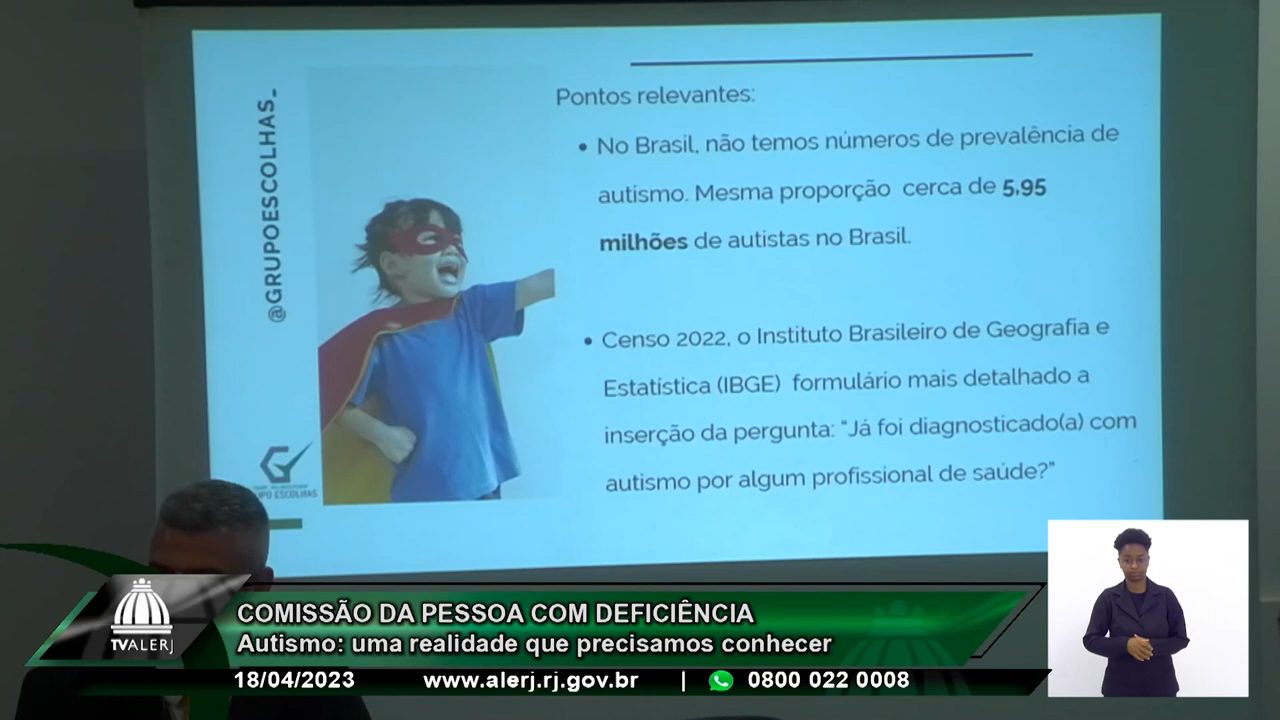 @GRUPOESCOLHAS_
Pontos relevantes:
• No Brasil, não temos números de prevalência de
autismo. Mesma proporção cerca de 5,95
milhões de autistas no Brasil.
• Censo 2022, o Instituto Brasileiro de Geografia e
Estatística (IBGE) formulário mais detalhado a
inserção da pergunta: "Já foi diagnosticado(a) com
autismo por algum profissional de saúde?"
ESCOLHAS
TVALERJ
COMISSÃO DA PESSOA COM DEFICIÊNCIA
Autismo: uma realidade que precisamos conhecer
18/04/2023 www.alerj.rj.gov.br | 0800 022 0008